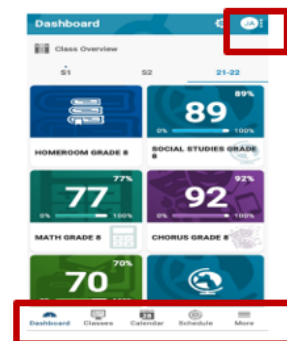 Dashboard
JA
Class Overview
S1 S2 21-22
89%
89
0% 100%
HOMEROOM GRADE 8
SOCIAL STUDIES GRADE
8
77%
77
0% 100%
92%
92
0% 100%
MATH GRADE 8
CHORUS GRADE 8
70%
70
Dashboard Classes Calendar Schedule More